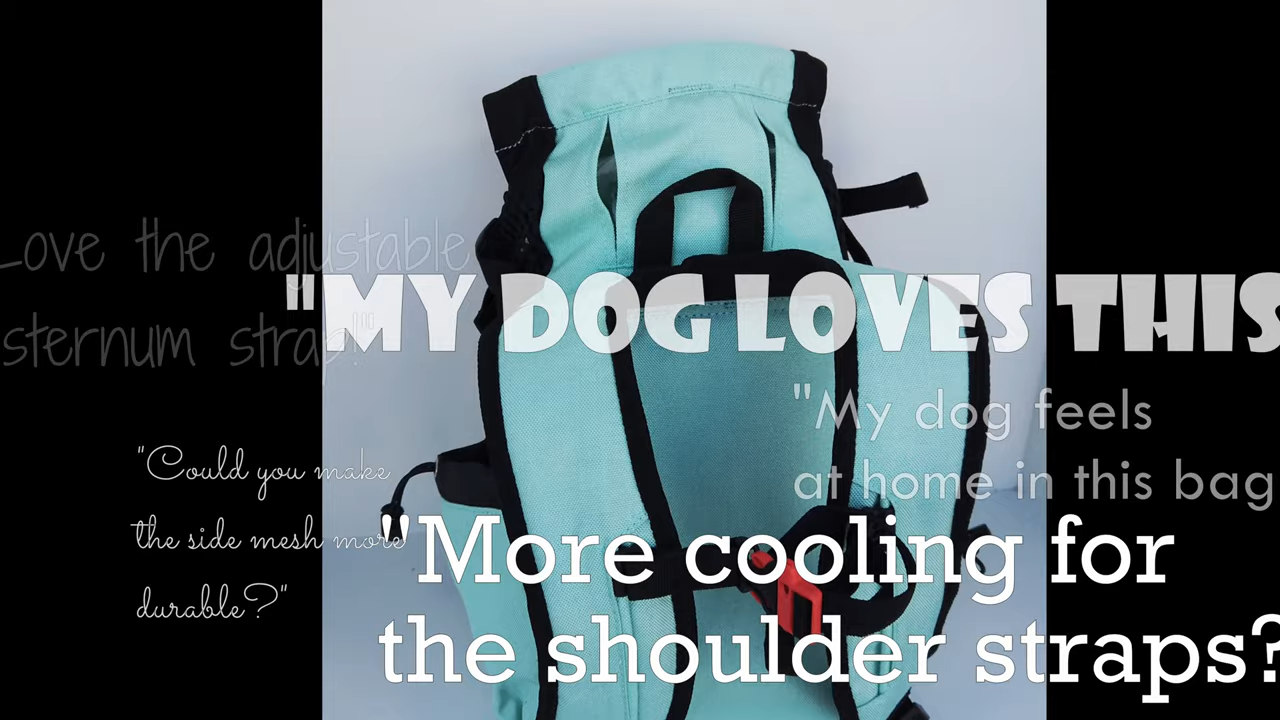 Love the adjustable
sternum strap!"
"MY DOG LOVES THIS
"My dog feels
at home in this bag
"Could you make
the side mesh more
durable?"
"More cooling for
the shoulder straps?